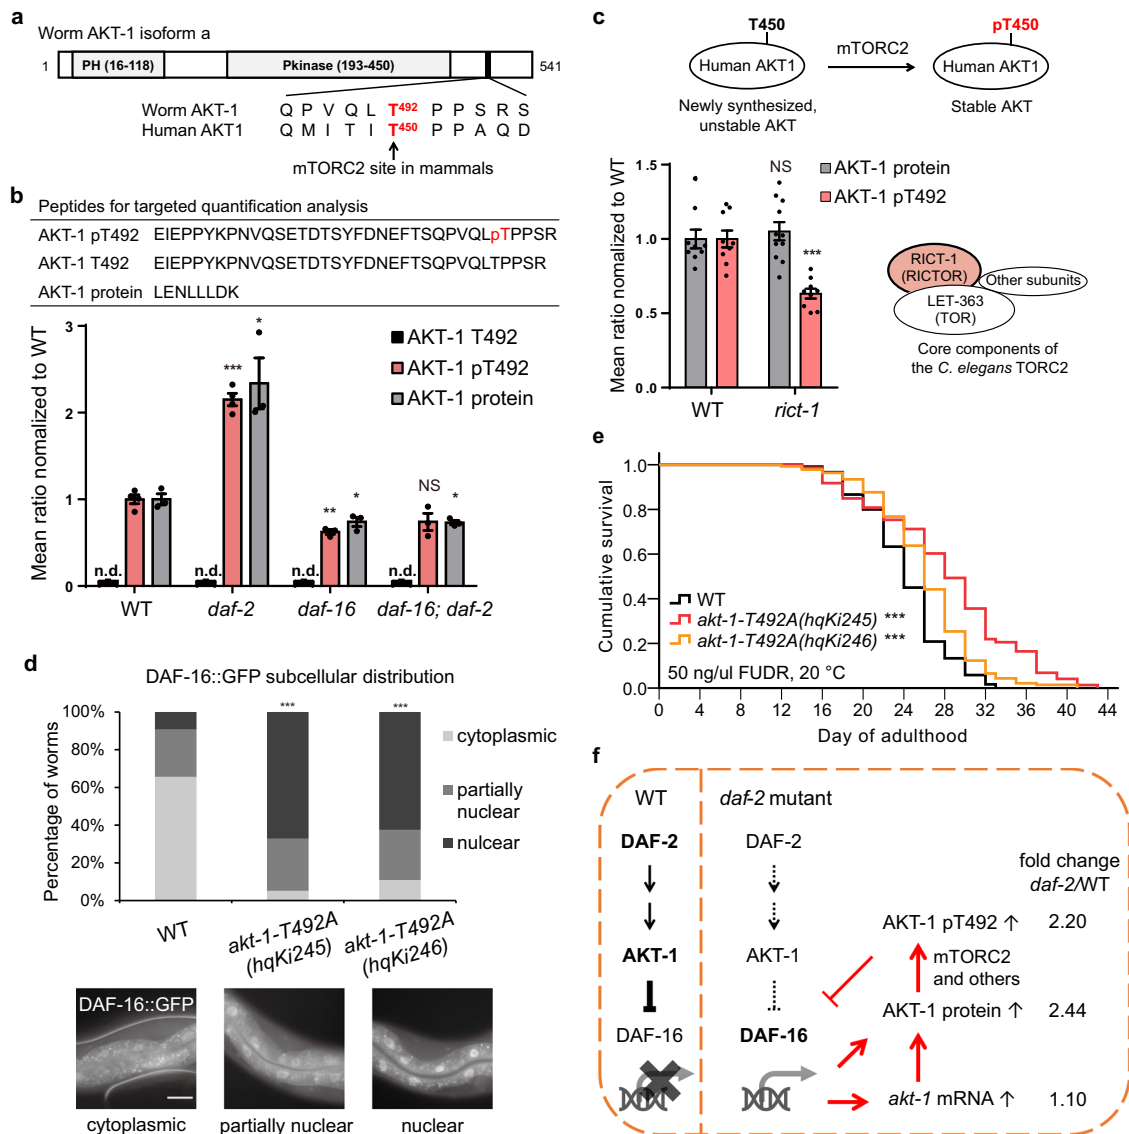 a
Worm AKT-1 isoform a
1 PH (16-118) Pkinase (193-450) 541
Worm AKT-1 Q P V Q L T492 P P S R S
Human AKT1 Q M I T I T450 P P A Q D
mTORC2 site in mammals
b
Peptides for targeted quantification analysis
AKT-1 pT492 EIEPPYKPNVQSETDTSYFDNEFTSQPVQLpTPPSR
AKT-1 T492 EIEPPYKPNVQSETDTSYFDNEFTSQPVQLTPPSR
AKT-1 protein LENLLLDK
Mean ratio nomalized to WT
3
2
1
0
AKT-1 T492
AKT-1 pT492
AKT-1 protein
*** *
** *
NS *
n.d. n.d. n.d. n.d.
WT daf-2 daf-16 daf-16; daf-2
c
T450 pT450
Human AKT1 mTORC2 Human AKT1
Newly synthesized,
unstable AKT
Stable AKT
Mean ratio normalized to WT
1.5
1.0
0.5
0.0
NS
***
AKT-1 protein
AKT-1 pT492
WT rict-1
RICT-1
(RICTOR)
Other subunits
LET-363
(TOR)
Core components of
the C. elegans TORC2
d
DAF-16::GFP subcellular distribution
Percentage of worms
100%
80%
60%
40%
20%
0%
*** ***
cytoplasmic
partially
nuclear
nulcear
WT
akt-1-T492A
(hqKi245)
akt-1-T492A
(hqKi246)
DAF-16::GFP
cytoplasmic partially nuclear nuclear
e
Cumulative survival
1.0
0.8
0.6
0.4
0.2
0.0
WT
akt-1-T492A(hqKi245) ***
akt-1-T492A(hqKi246) ***
50 ng/ul FUDR, 20 °C
0 4 8 12 16 20 24 28 32 36 40 44
Day of adulthood
f
WT daf-2 mutant
DAF-2 DAF-2
fold change
daf-2/WT
AKT-1 pT492 ↑ 2.20
AKT-1 AKT-1
mTORC2
and others
AKT-1 protein ↑ 2.44
DAF-16 DAF-16
akt-1 mRNA ↑ 1.10